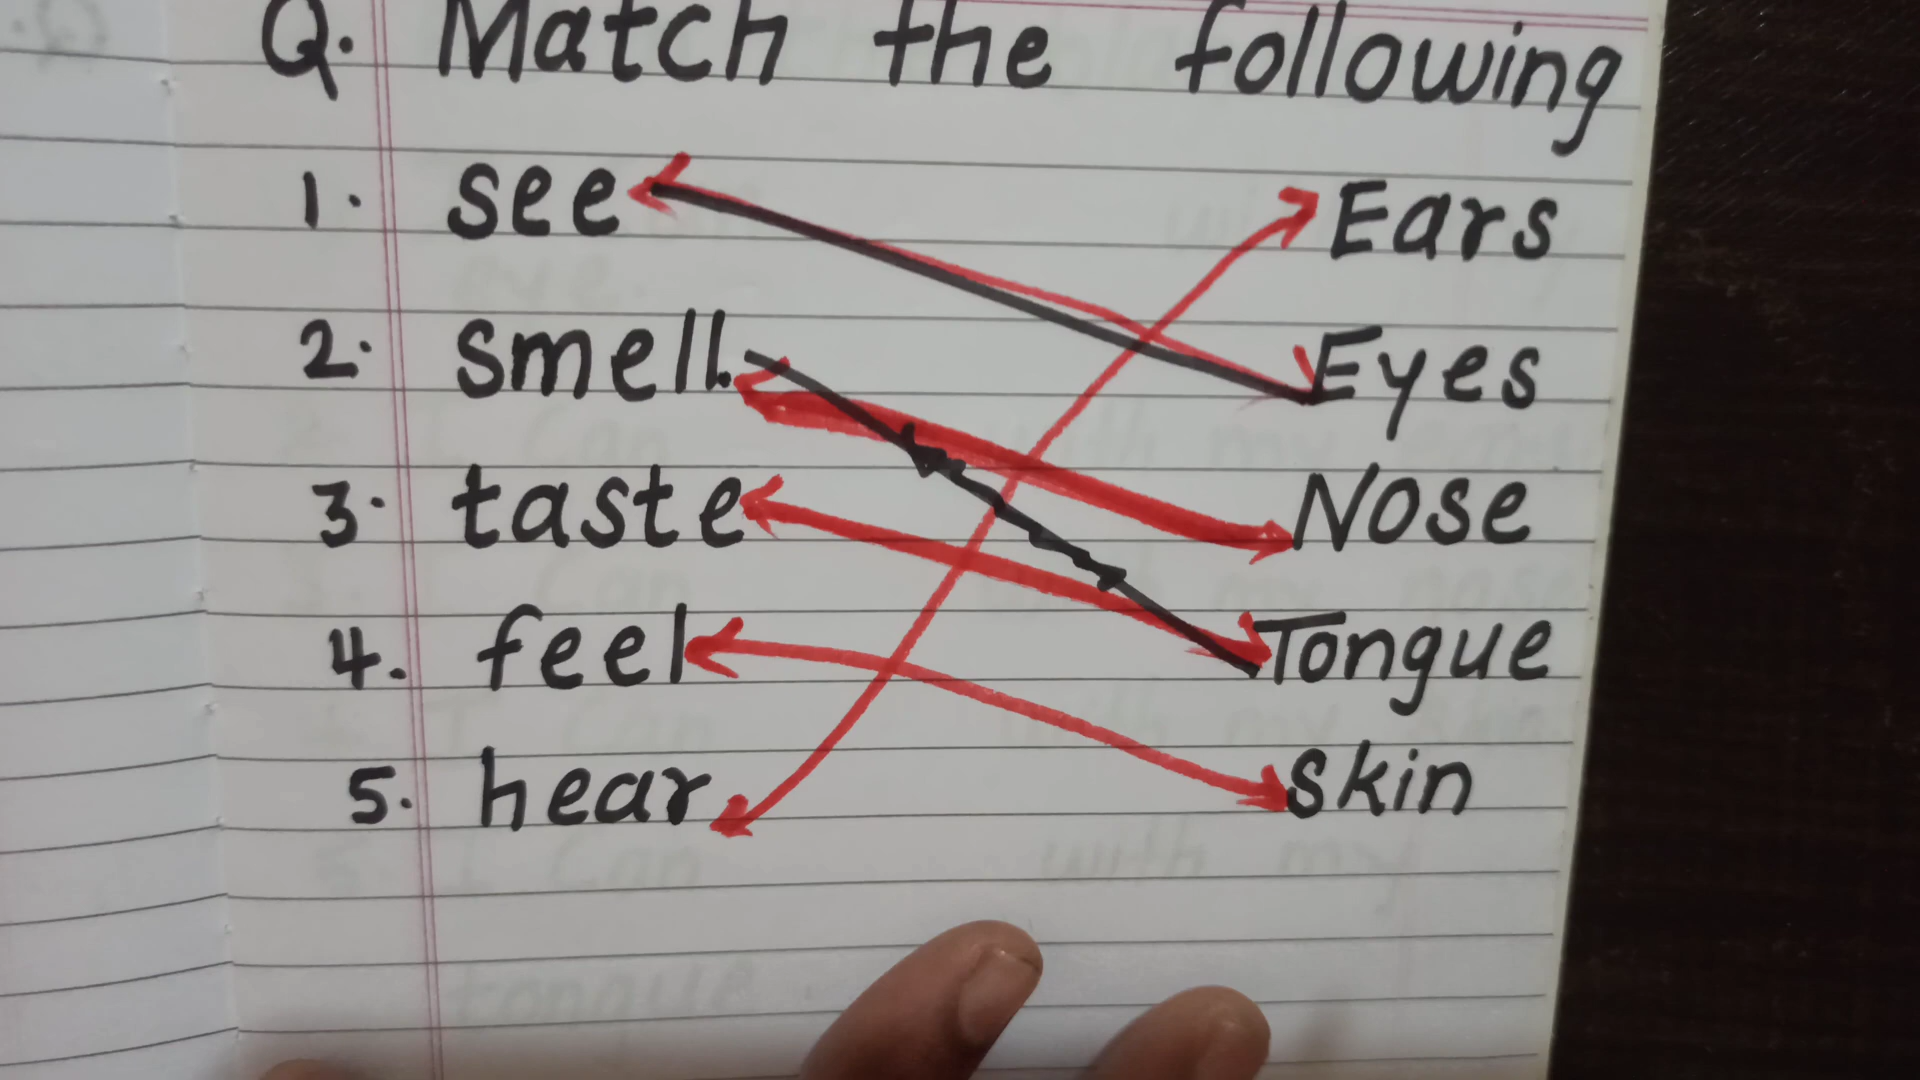 Q. Match the following
1. see Ears
2. smell. Eyes
3. taste Nose
4. feel Tongue
5. hear skin